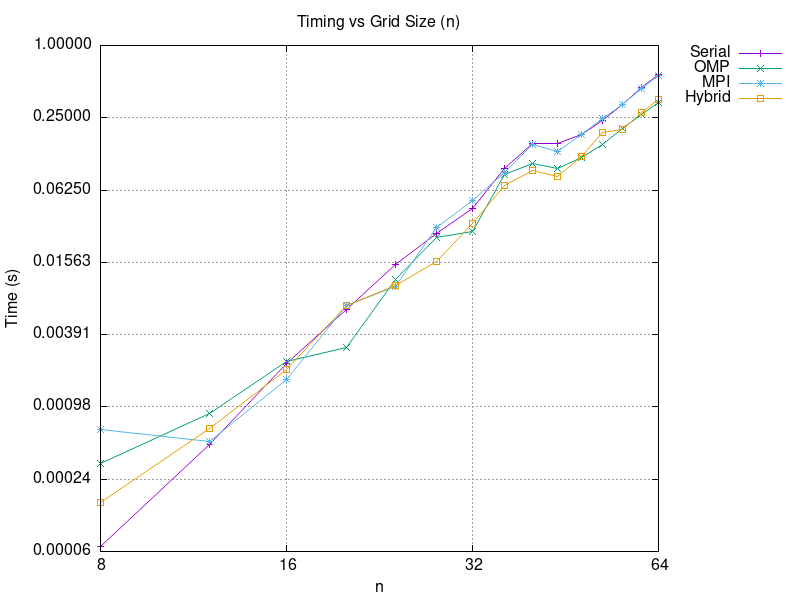 Timing vs Grid Size (n)
1.00000
0.25000
0.06250
0.01563
0.00391
0.00098
0.00024
0.00006
Time (s)
8
16
32
64
n
Serial
OMP
MPI
Hybrid